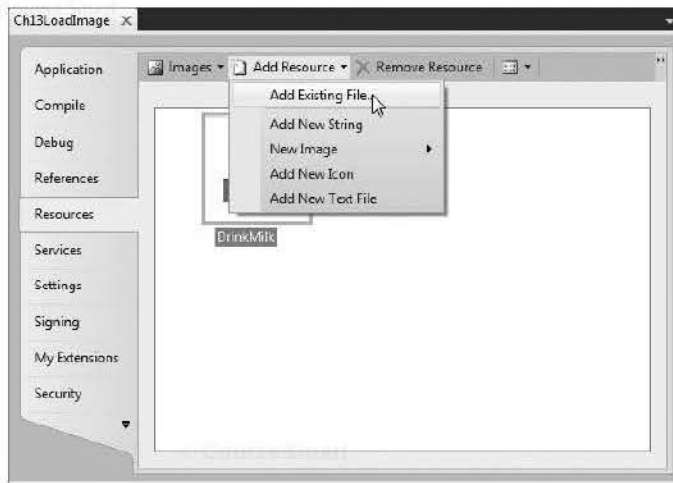 Ch13LoadImage X
Application
Compile
Debug
References
Resources
Services
Settings
Signing
My Extensions
Security
Images
Add Resource
Remove Resource
Add Existing File...
Add New String
New Image
Add New Icon
Add New Text File
DrinkMilk
CourseSmart